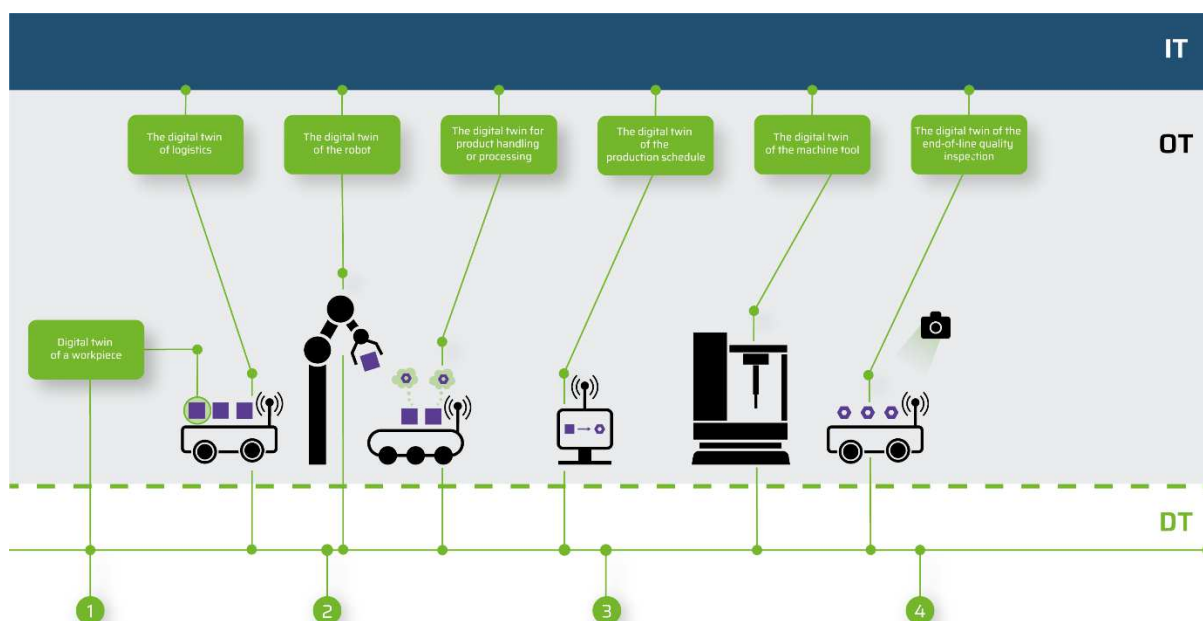 IT
OT
The digital twin
of logistics
The digital twin
of the robot
The digital twin for
product handling
or processing
The digital twin
of the
production schedule
The digital twin
of the machine tool
The digital twin of the
end-of-line quality
inspection
Digital twin
of a workpiece
DT
1
2
3
4